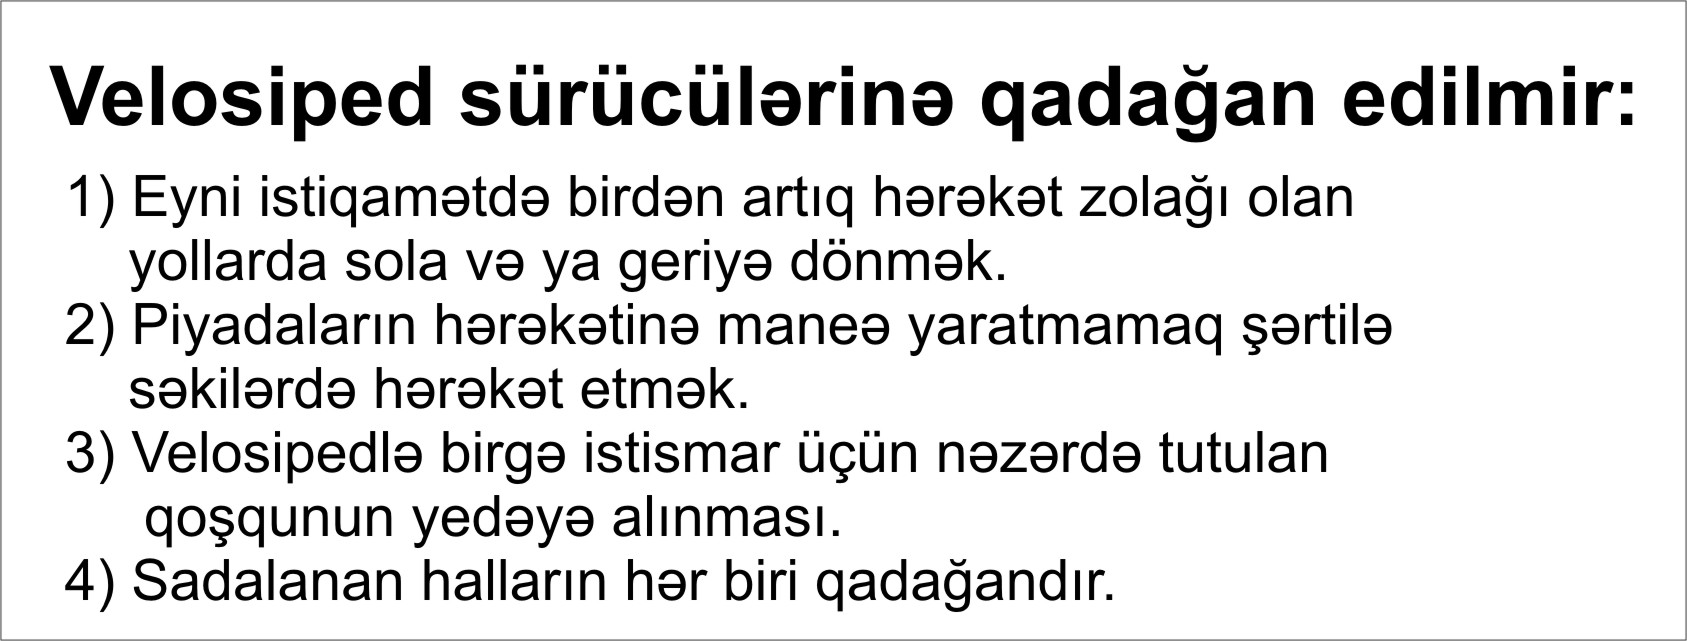 Velosiped sürücülərinə qadağan edilmir:
1) Eyni istiqamətdə birdən artıq hərəkət zolağı olan
yollarda sola və ya geriyə dönmək.
2) Piyadaların hərəkətinə maneə yaratmamaq şərtilə
səkilərdə hərəkət etmək.
3) Velosipedlə birgə istismar üçün nəzərdə tutulan
qoşqunun yedəyə alınması.
4) Sadalanan halların hər biri qadağandır.